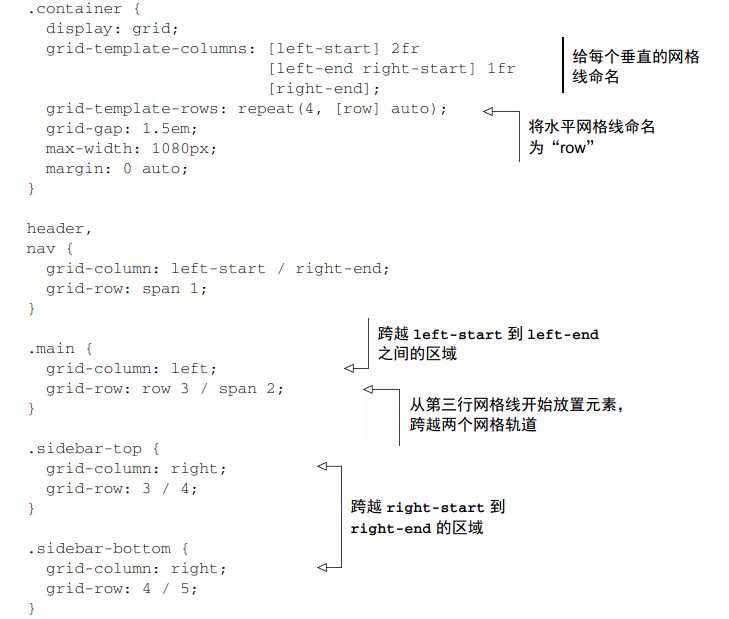 .container {
  display: grid;
  grid-template-columns: [left-start] 2fr
                         [left-end right-start] 1fr
                         [right-end];
给每个垂直的网格
线命名
  grid-template-rows: repeat(4, [row] auto);
  grid-gap: 1.5em;
  max-width: 1080px;
  margin: 0 auto;
}
将水平网格线命名
为“row”
header,
nav {
  grid-column: left-start / right-end;
  grid-row: span 1;
}
.main {
  grid-column: left;
  grid-row: row 3 / span 2;
}
跨越 left-start 到 left-end
之间的区域
从第三行网格线开始放置元素，
跨越两个网格轨道
.sidebar-top {
  grid-column: right;
  grid-row: 3 / 4;
}
跨越 right-start 到
right-end 的区域
.sidebar-bottom {
  grid-column: right;
  grid-row: 4 / 5;
}